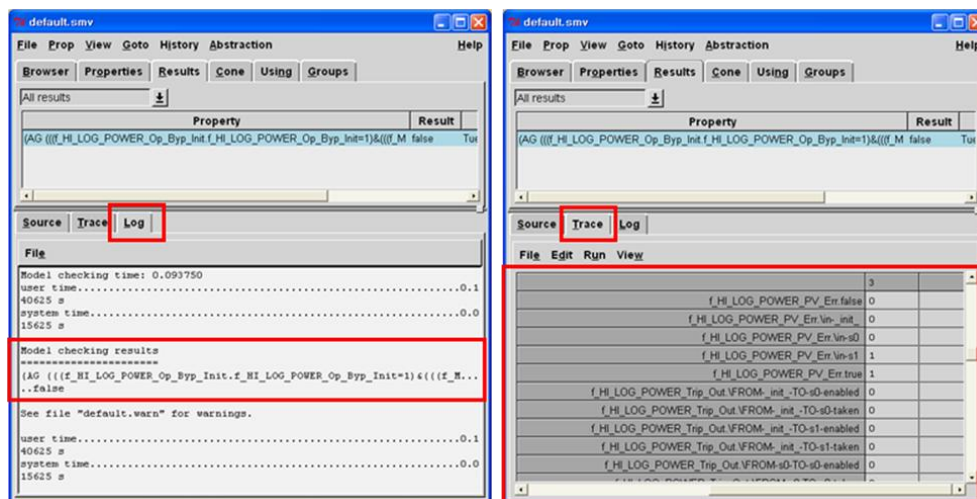 default.smv
File Prop View Goto History Abstraction Help
Browser Properties Results Cone Using Groups
All results
Property Result
(AG (((f_HI_LOG_POWER_Op_Byp_Init.f_HI_LOG_POWER_Op_Byp_Init=1)&(((f_M false Tue
Source Trace Log
File
Model checking time: 0.093750
user time..............................................0.1
40625 s
system time............................................0.0
15625 s
Model checking results
======================
(AG (((f_HI_LOG_POWER_Op_Byp_Init.f_HI_LOG_POWER_Op_Byp_Init=1)&(((f_M...
..false
See file "default.warn" for warnings.
user time..............................................0.1
40625 s
system time............................................0.0
15625 s
default.smv
File Prop View Goto History Abstraction Help
Browser Properties Results Cone Using Groups
All results
Property Result
(AG (((f_HI_LOG_POWER_Op_Byp_Init.f_HI_LOG_POWER_Op_Byp_Init=1)&(((f_M false Tue
Source Trace Log
File Edit Run View
3
f_HI_LOG_POWER_PV_Err.false 0
f_HI_LOG_POWER_PV_Err.\in-_init_ 0
f_HI_LOG_POWER_PV_Err.\in-s0 0
f_HI_LOG_POWER_PV_Err.\in-s1 1
f_HI_LOG_POWER_PV_Err.true 1
f_HI_LOG_POWER_Trip_Out.\FROM-_init_-TO-s0-enabled 0
f_HI_LOG_POWER_Trip_Out.\FROM-_init_-TO-s0-taken 0
f_HI_LOG_POWER_Trip_Out.\FROM-_init_-TO-s1-enabled 0
f_HI_LOG_POWER_Trip_Out.\FROM-_init_-TO-s1-taken 0
f_HI_LOG_POWER_Trip_Out.\FROM-s0-TO-s0-enabled 0